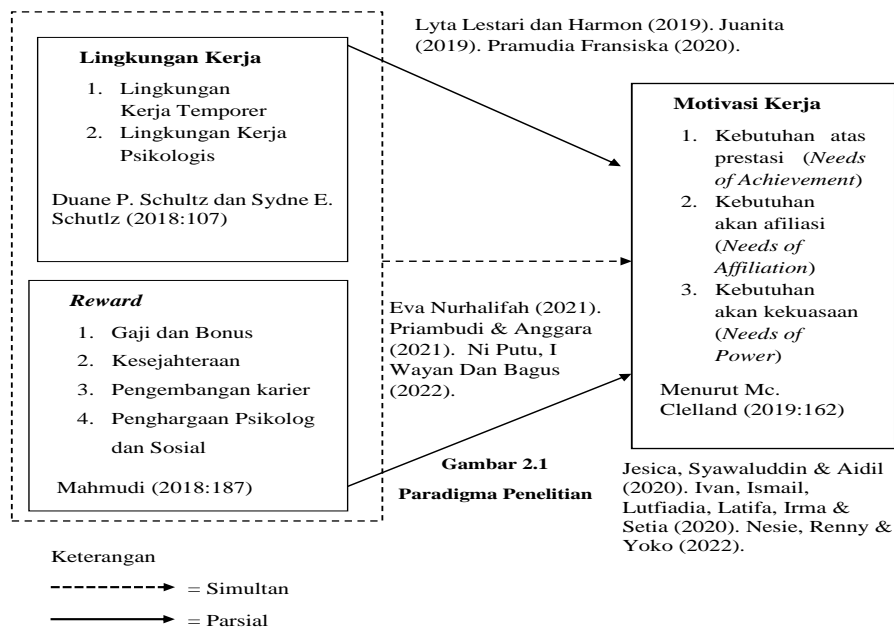 Lyta Lestari dan Harmon (2019). Juanita
(2019). Pramudia Fransiska (2020).
Lingkungan Kerja
1. Lingkungan
Kerja Temporer
2. Lingkungan Kerja
Psikologis
Duane P. Schultz dan Sydne E.
Schutlz (2018:107)
Reward
1. Gaji dan Bonus
2. Kesejahteraan
3. Pengembangan karier
4. Penghargaan Psikolog
dan Sosial
Mahmudi (2018:187)
Eva Nurhalifah (2021).
Priambudi & Anggara
(2021). Ni Putu, I
Wayan Dan Bagus
(2022).
Motivasi Kerja
1. Kebutuhan atas
prestasi (Needs
of Achievement)
2. Kebutuhan
akan afiliasi
(Needs of
Affiliation)
3. Kebutuhan
akan kekuasaan
(Needs of
Power)
Menurut Mc.
Clelland (2019:162)
Gambar 2.1
Paradigma Penelitian
Jesica, Syawaluddin & Aidil
(2020). Ivan, Ismail,
Lutfiadia, Latifa, Irma &
Setia (2020). Nesie, Renny &
Yoko (2022).
Keterangan
= Simultan
= Parsial